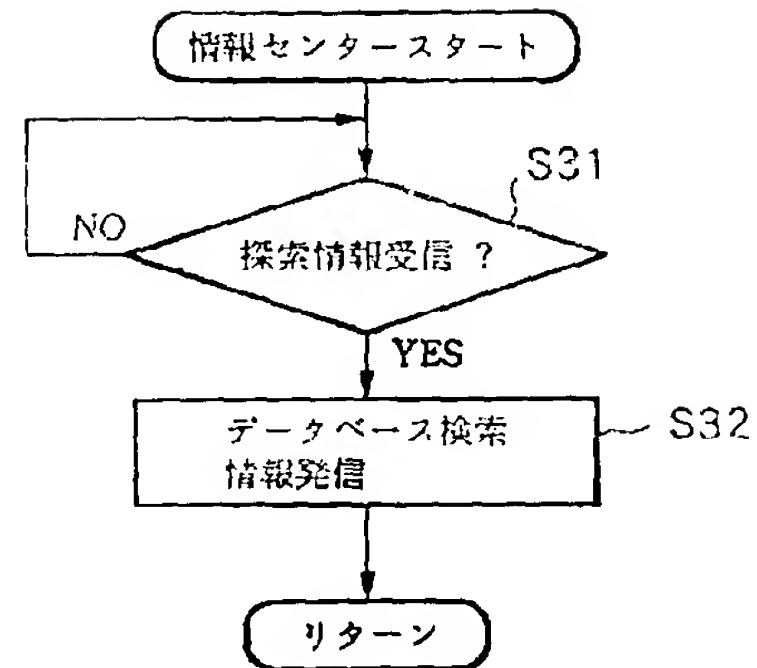 情報センタースタート
S31
NO
探索情報受信 ?
YES
データベース検索
情報発信
S32
リターン